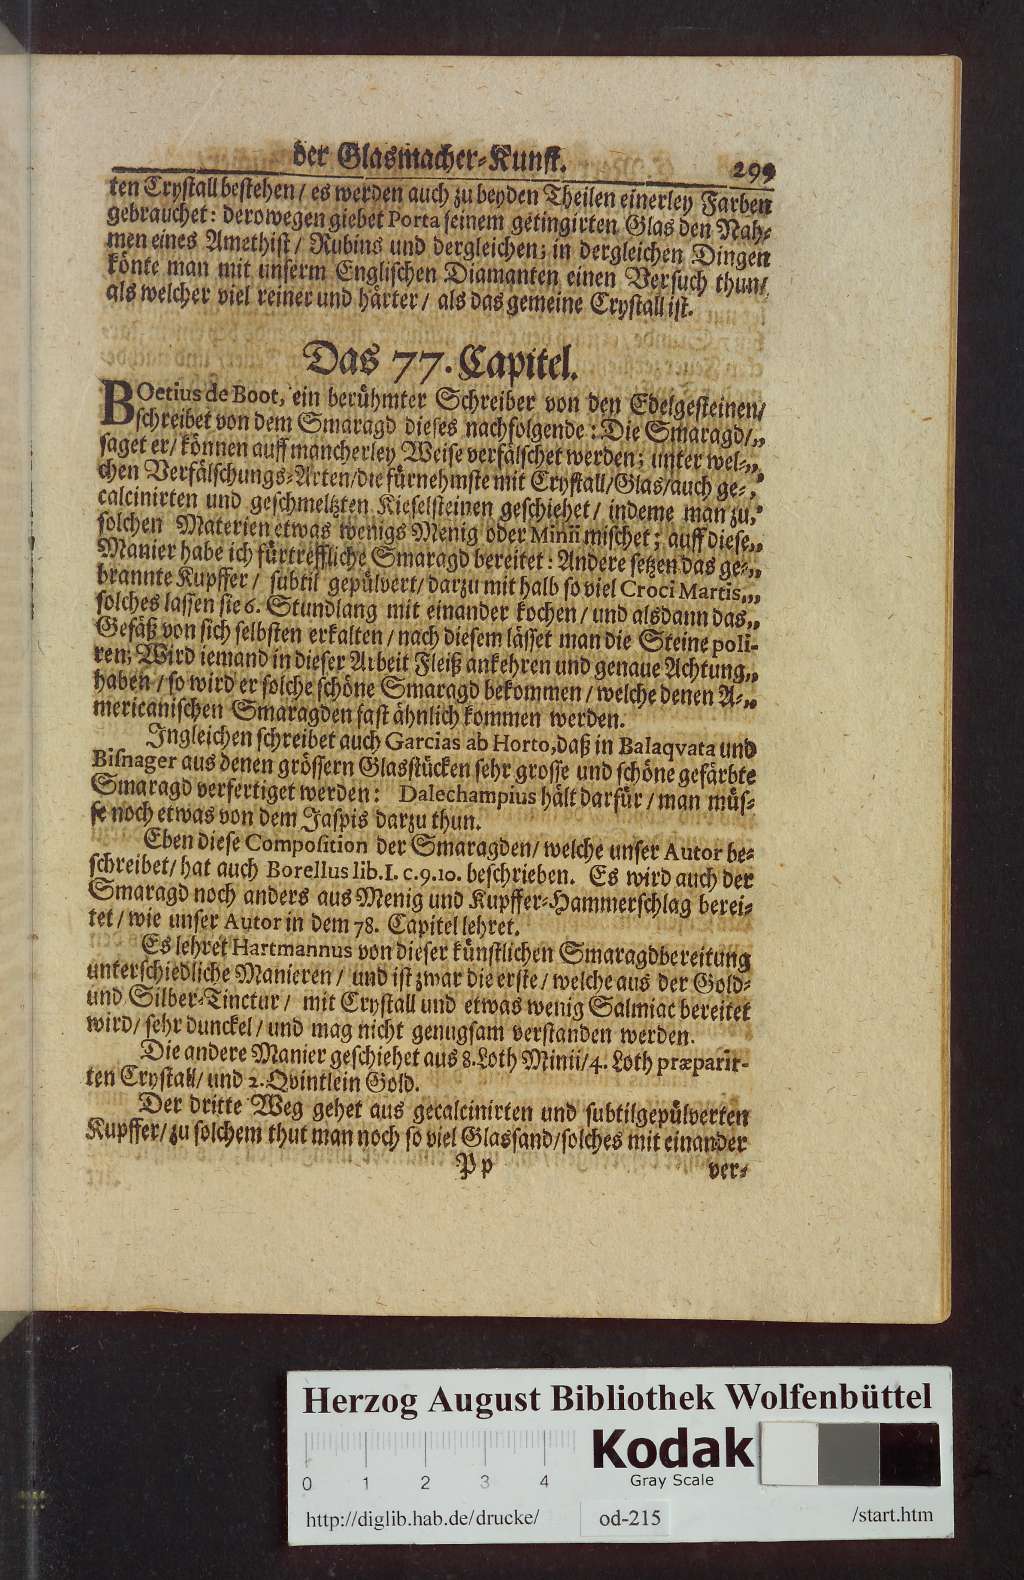 der Glasmacher-Kunst. 299
ten Crystall bestehen/ es werden auch zu beyden Theilen einerley Farben
gebrauchet: derowegen giebet Porta seinem getingirten Glas den Nah-
men eines Amethist/ Rubins und dergleichen; in dergleichen Dingen
könte man mit unserm Englischen Diamanten einen Versuch thun/
als welcher viel reiner und härter/ als das gemeine Crystall ist.
Das 77. Capitel.
BOetius de Boot, ein berühmter Schreiber von den Edelgesteinen/
schreibet von dem Smaragd dieses nachfolgende: Die Smaragd/„
saget er/ können auff mancherley Weise verfälschet werden; unter wel-„
chen Verfälschungs-Arten/die fürnehmste mit Crystall/Glas/auch ge-„
calcinirten und geschmeltzten Kieselsteinen geschiehet/ indeme man zu„
solchen Materien etwas wenigs Menig oder Minii mischet; auff diese„
Manier habe ich fürtreffliche Smaragd bereitet: Andere setzen das ge-„
brannte Kupffer/ subtil gepülvert/ darzu mit halb so viel Croci Martis„
solches lassen sie 6. Stundlang mit einander kochen/ und alsdann das„
Gefäß von sich selbsten erkalten/ nach diesem lässet man die Steine poli-
ren; Wird iemand in dieser Arbeit Fleiß ankehren und genaue Achtung„
haben/ so wird er solche schöne Smaragd bekommen/ welche denen A-„
mericanischen Smaragden fast ähnlich kommen werden.
Ingleichen schreibet auch Garcias ab Horto, daß in Balaqvata und
Bisnager aus denen grössern Glasstücken sehr grosse und schöne gefärbte
Smaragd verfertiget werden: Dalechampius hält darfür/ man müs-
se noch etwas von dem Jaspis darzu thun.
Eben diese Composition der Smaragden/ welche unser Autor be-
schreibet/ hat auch Borellus lib. I. c. 9. 10. beschrieben. Es wird auch der
Smaragd noch anders aus Menig und Kupffer-Hammerschlag berei-
tet/ wie unser Autor in dem 78. Capitel lehret.
Es lehret Hartmannus von dieser künstlichen Smaragdbereitung
unterschiedliche Manieren/ und ist zwar die erste/ welche aus der Gold-
und Silber-Tinctur/ mit Crystall und etwas wenig Salmiac bereitet
wird/ sehr dunckel/ und mag nicht genugsam verstanden werden.
Die andere Manier geschiehet aus 8. Loth Minii/ 4. Loth præparir-
ten Crystall/ und 2. Qvintlein Gold.
Der dritte Weg gehet aus gecalcinirten und subtilgepülverten
Kupffer/ zu solchem thut man noch so viel Glassand/ solches mit einander
Pp ver-
Herzog August Bibliothek Wolfenbüttel
Kodak
Gray Scale
0 1 2 3 4
http://diglib.hab.de/drucke/ od-215 /start.htm